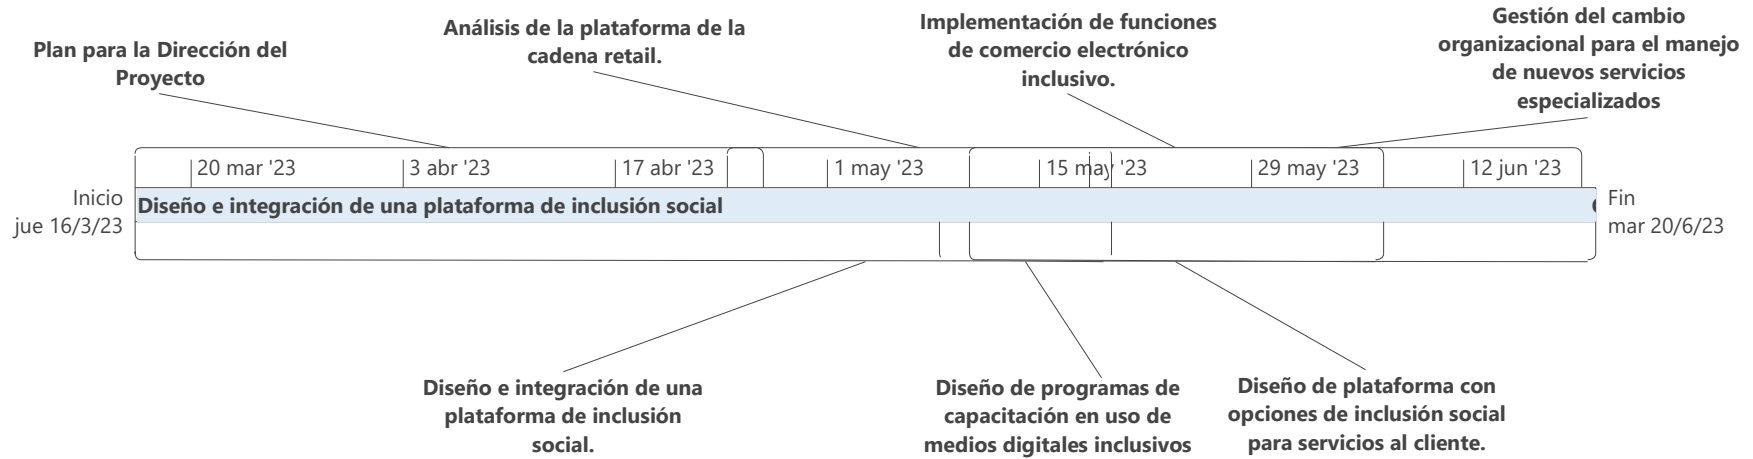 Plan para la Dirección del
Proyecto
Análisis de la plataforma de la
cadena retail.
Implementación de funciones
de comercio electrónico
inclusivo.
Gestión del cambio
organizacional para el manejo
de nuevos servicios
especializados
20 mar '23
3 abr '23
17 abr '23
1 may '23
15 may '23
29 may '23
12 jun '23
Inicio
jue 16/3/23
Diseño e integración de una plataforma de inclusión social
Fin
mar 20/6/23
Diseño e integración de una
plataforma de inclusión
social.
Diseño de programas de
capacitación en uso de
medios digitales inclusivos
Diseño de plataforma con
opciones de inclusión social
para servicios al cliente.